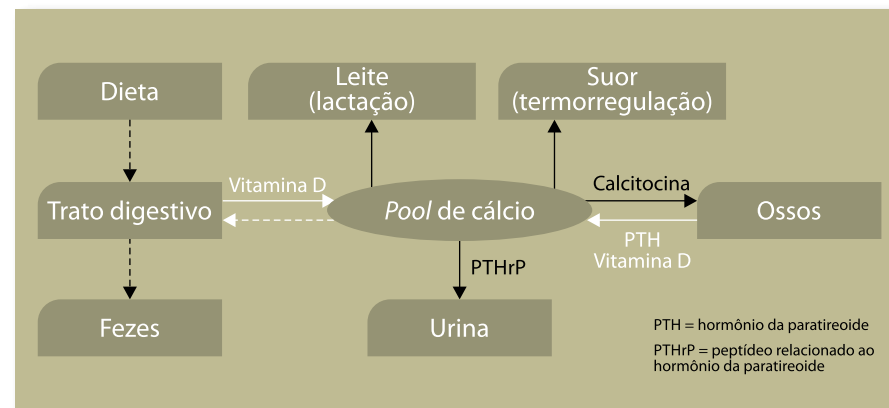 Dieta
Leite
(lactação)
Suor
(termorregulação)
Trato digestivo
Vitamina D
Pool de cálcio
Calcitocina
PTH
Vitamina D
Ossos
PTHrP
Fezes
Urina
PTH = hormônio da paratireoide
PTHrP = peptídeo relacionado ao
hormônio da paratireoide